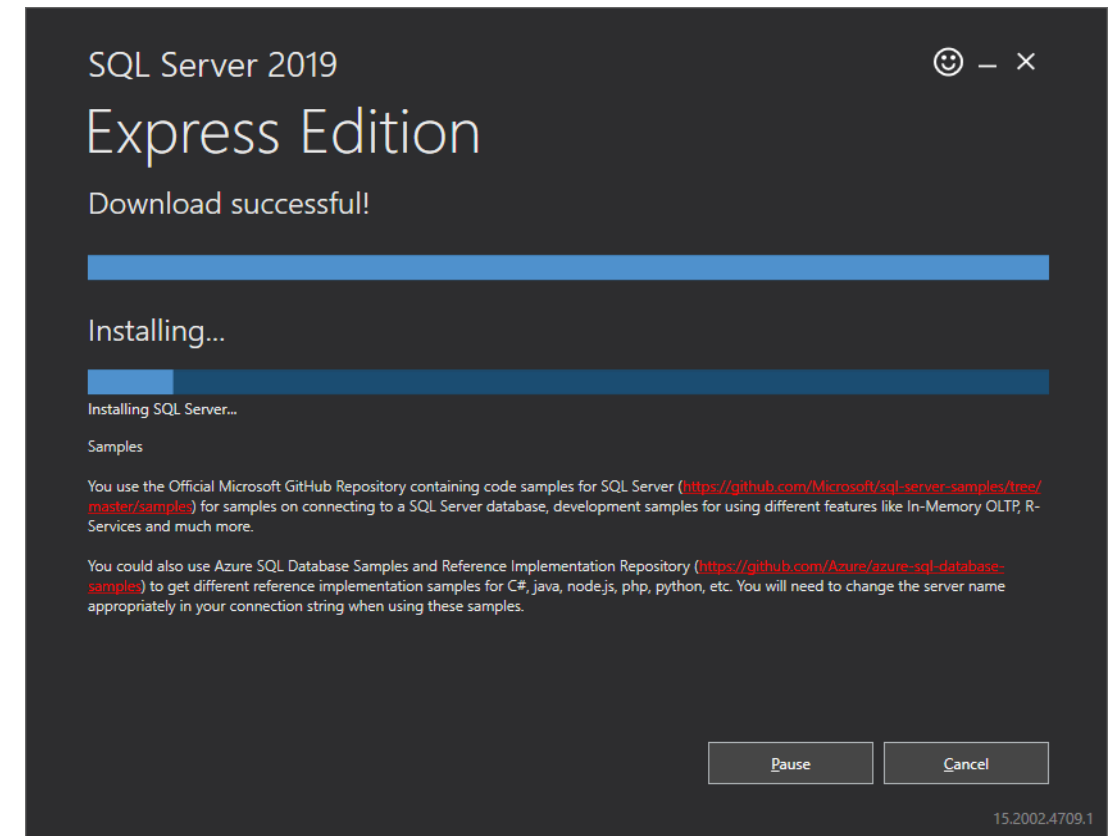 SQL Server 2019
Express Edition
Download successful!
Installing...
Installing SQL Server...
Samples
You use the Official Microsoft GitHub Repository containing code samples for SQL Server (https://github.com/Microsoft/sql-server-samples/tree/
master/samples) for samples on connecting to a SQL Server database, development samples for using different features like In-Memory OLTP, R-
Services and much more.
You could also use Azure SQL Database Samples and Reference Implementation Repository (https://github.com/Azure/azure-sql-database-
samples) to get different reference implementation samples for C#, java, node.js, php, python, etc. You will need to change the server name
appropriately in your connection string when using these samples.
Pause
Cancel
15.2002.4709.1